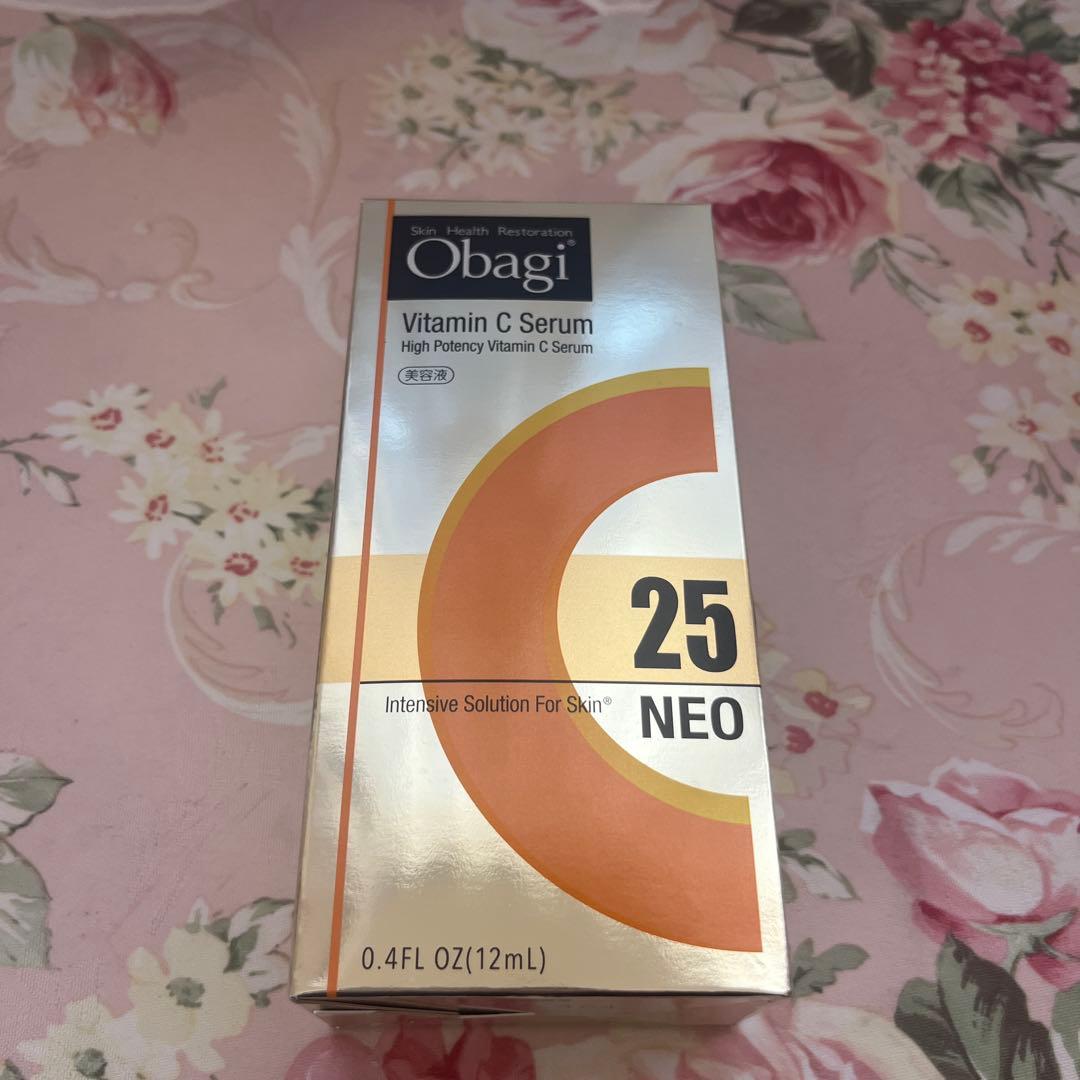 Skin Health Restoration
Obagi®
Vitamin C Serum
High Potency Vitamin C Serum
美容液
25
Intensive Solution For Skin®
NEO
0.4FL OZ(12mL)